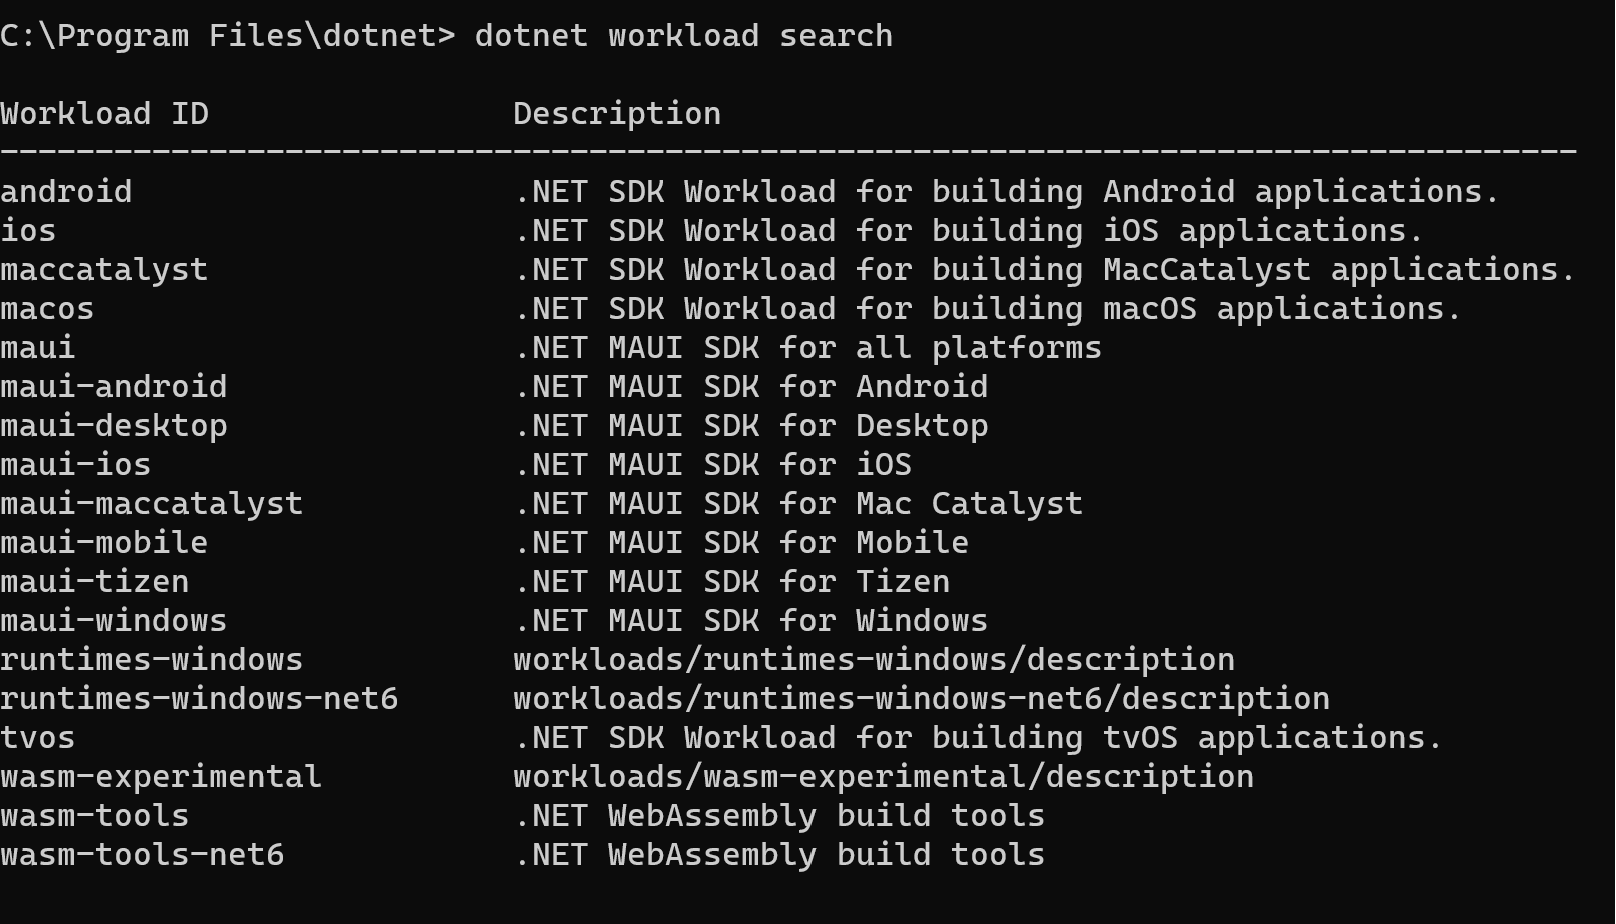 C:\Program Files\dotnet> dotnet workload search
Workload ID                Description
-----------------------------------------------------------------------------------
android                    .NET SDK Workload for building Android applications.
ios                        .NET SDK Workload for building iOS applications.
maccatalyst                .NET SDK Workload for building MacCatalyst applications.
macos                      .NET SDK Workload for building macOS applications.
maui                       .NET MAUI SDK for all platforms
maui-android               .NET MAUI SDK for Android
maui-desktop               .NET MAUI SDK for Desktop
maui-ios                   .NET MAUI SDK for iOS
maui-maccatalyst           .NET MAUI SDK for Mac Catalyst
maui-mobile                .NET MAUI SDK for Mobile
maui-tizen                 .NET MAUI SDK for Tizen
maui-windows               .NET MAUI SDK for Windows
runtimes-windows           workloads/runtimes-windows/description
runtimes-windows-net6      workloads/runtimes-windows-net6/description
tvos                       .NET SDK Workload for building tvOS applications.
wasm-experimental          workloads/wasm-experimental/description
wasm-tools                 .NET WebAssembly build tools
wasm-tools-net6            .NET WebAssembly build tools